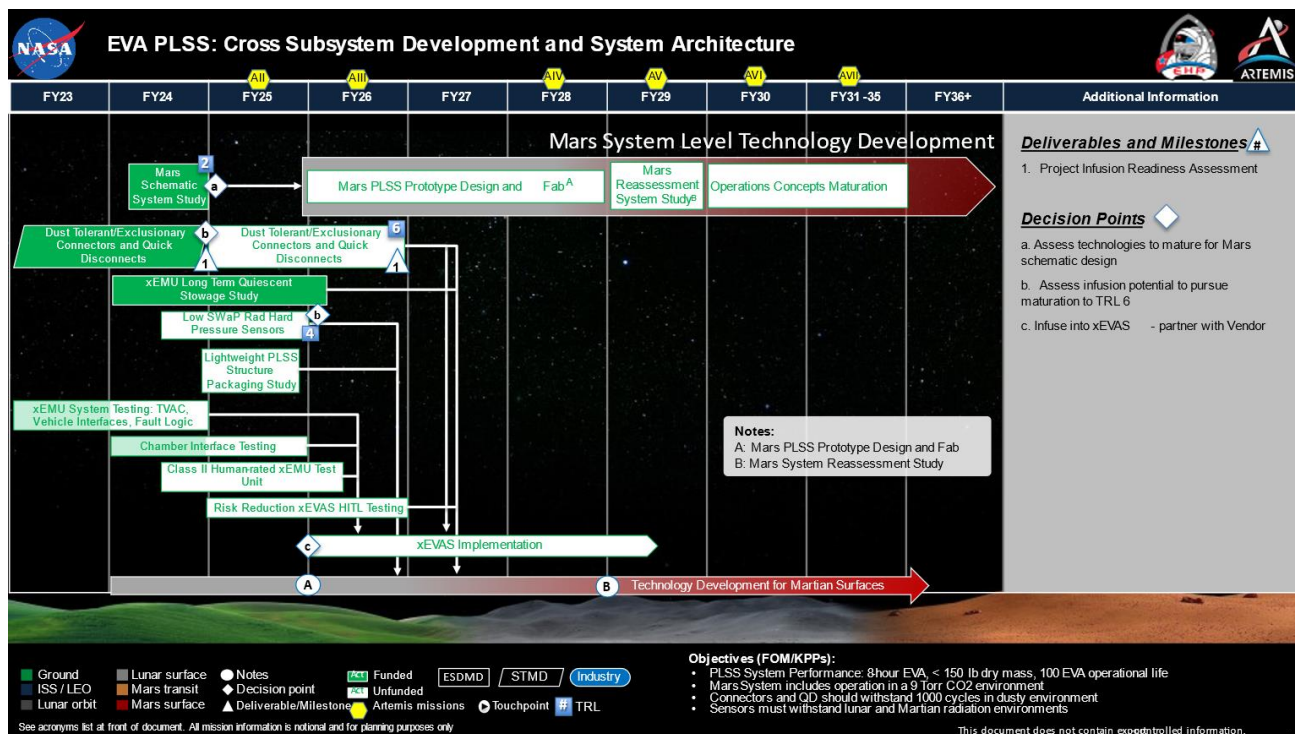 NASA
EVA PLSS: Cross Subsystem Development and System Architecture
EHP
ARTEMIS
AII
AIII
AIV
AV
AVI
AVII
FY23
FY24
FY25
FY26
FY27
FY28
FY29
FY30
FY31-35
FY36+
Additional Information
Mars System Level Technology Development
2
Mars
Schematic
System Study
a
Mars PLSS Prototype Design and Fab A
Mars
Reassessment
System Study B
Operations Concepts Maturation
Dust Tolerant/Exclusionary
Connectors and Quick
Disconnects
b
1
Dust Tolerant/Exclusionary
Connectors and Quick
Disconnects
6
1
xEMU Long Term Quiescent
Stowage Study
Low SWaP Rad Hard
Pressure Sensors
b
4
Lightweight PLSS
Structure
Packaging Study
xEMU System Testing: TVAC,
Vehicle Interfaces, Fault Logic
Chamber Interface Testing
Class II Human-rated xEMU Test
Unit
Risk Reduction xEVAS HITL Testing
c
xEVAS Implementation
A
B
Technology Development for Martian Surfaces
Notes:
A: Mars PLSS Prototype Design and Fab
B: Mars System Reassessment Study
Deliverables and Milestones #
1. Project Infusion Readiness Assessment
Decision Points
a. Assess technologies to mature for Mars
schematic design
b. Assess infusion potential to pursue
maturation to TRL 6
c. Infuse into xEVAS - partner with Vendor
Ground
ISS / LEO
Lunar orbit
Lunar surface
Mars transit
Mars surface
Notes
Decision point
Deliverable/Milestone
Act Funded
Act Unfunded
Artemis missions
ESDMD
STMD
Industry
Touchpoint
# TRL
Objectives (FOM/KPPs):
• PLSS System Performance: 8-hour EVA, < 150 lb dry mass, 100 EVA operational life
• Mars System includes operation in a 9 Torr CO2 environment
• Connectors and QD should withstand 1000 cycles in dusty environment
• Sensors must withstand lunar and Martian radiation environments
See acronyms list at front of document. All mission information is notional and for planning purposes only
This document does not contain export-controlled information.